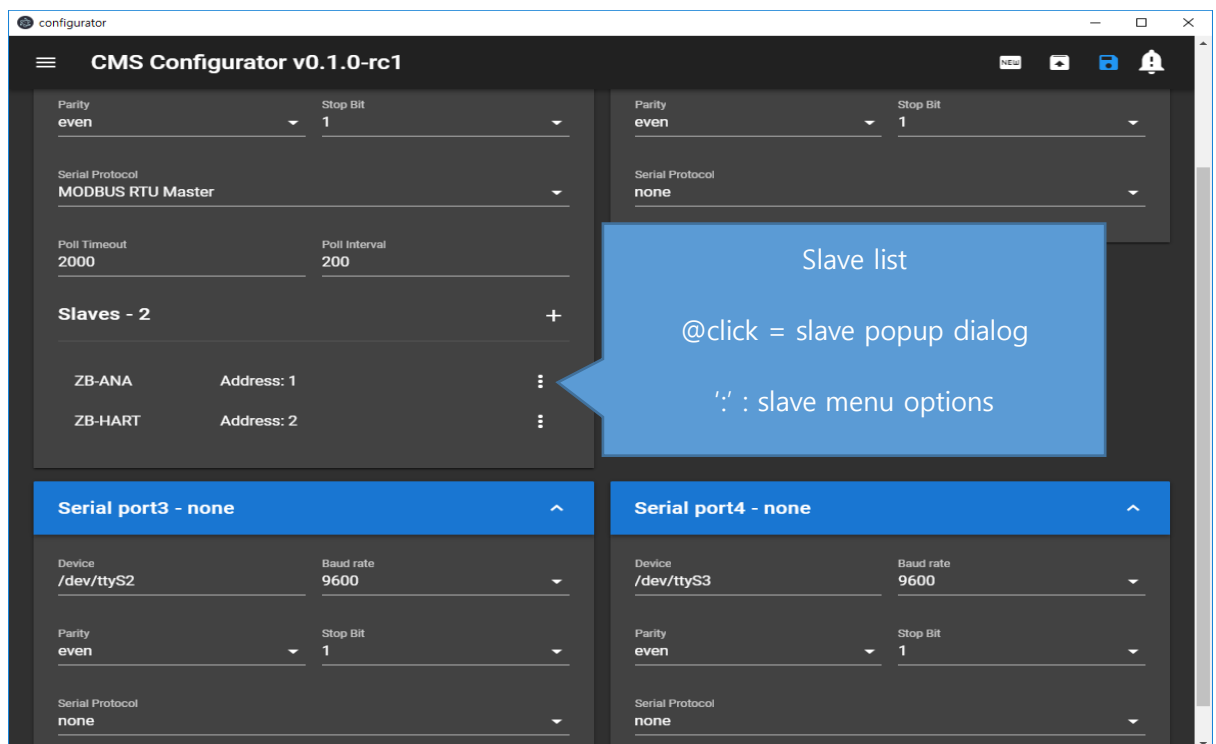 configurator
CMS Configurator v0.1.0-rc1
NEW
Parity
even
Stop Bit
1
Serial Protocol
MODBUS RTU Master
Poll Timeout
2000
Poll Interval
200
Slaves - 2
ZB-ANA Address: 1
ZB-HART Address: 2
Parity
even
Stop Bit
1
Serial Protocol
none
Slave list
@click = slave popup dialog
‘:’ : slave menu options
Serial port3 - none
Device
/dev/ttyS2
Baud rate
9600
Parity
even
Stop Bit
1
Serial Protocol
none
Serial port4 - none
Device
/dev/ttyS3
Baud rate
9600
Parity
even
Stop Bit
1
Serial Protocol
none